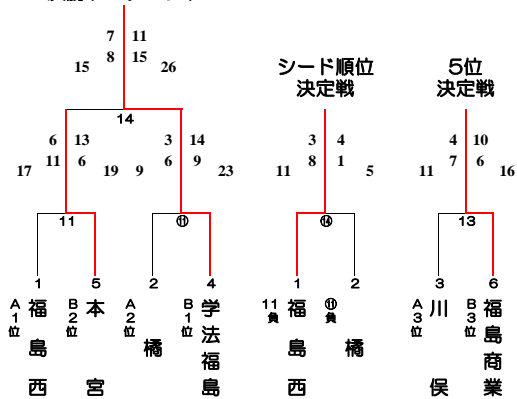 7 11
8 15
15 26
シード順位
決定戦
5位
決定戦
14
6 13
11 6
17 19
3 14
6 9
9 23
3 4
8 1
11 5
4 10
7 6
11 16
11
⑪
⑭
13
1
5
2
4
1
2
3
6
A1位
福島西
B2位
本宮
A2位
橘
B1位
学法福島
11負
福島西
⑪負
橘
A3位
川俣
B3位
福島商業